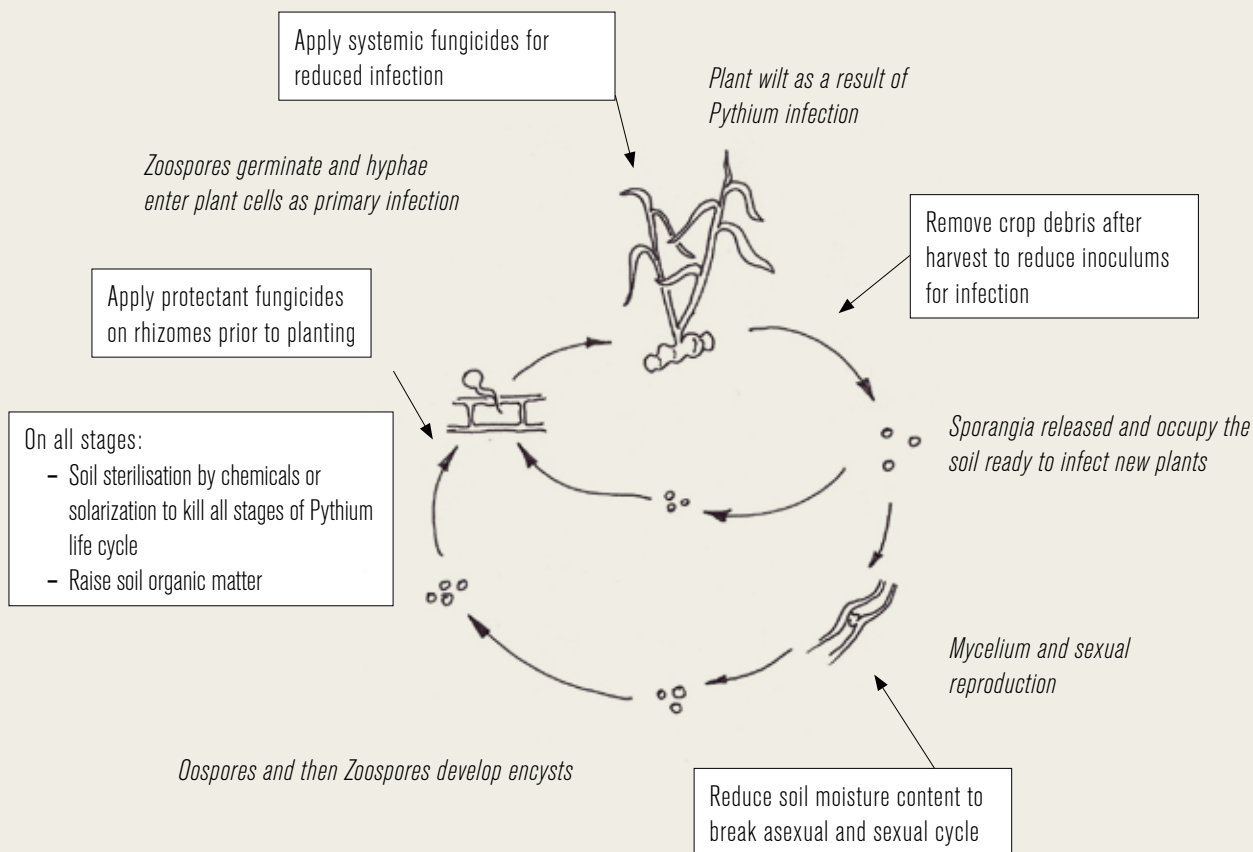 Apply systemic fungicides for
reduced infection
Plant wilt as a result of
Pythium infection
Zoospores germinate and hyphae
enter plant cells as primary infection
Remove crop debris after
harvest to reduce inoculums
for infection
Apply protectant fungicides
on rhizomes prior to planting
On all stages:
– Soil sterilisation by chemicals or
solarization to kill all stages of Pythium
life cycle
– Raise soil organic matter
Sporangia released and occupy the
soil ready to infect new plants
Mycelium and sexual
reproduction
Oospores and then Zoospores develop encysts
Reduce soil moisture content to
break asexual and sexual cycle